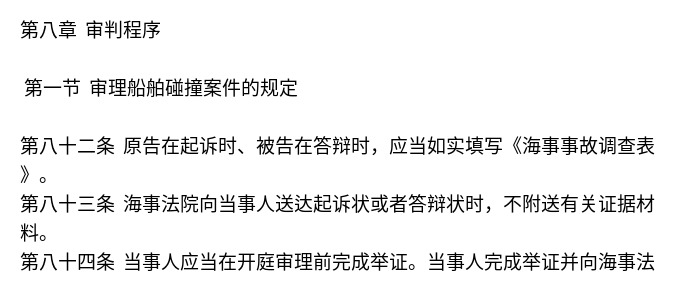 第八章 审判程序
第一节 审理船舶碰撞案件的规定
第八十二条 原告在起诉时、被告在答辩时，应当如实填写《海事事故调查表
》。
第八十三条 海事法院向当事人送达起诉状或者答辩状时，不附送有关证据材
料。
第八十四条 当事人应当在开庭审理前完成举证。当事人完成举证并向海事法